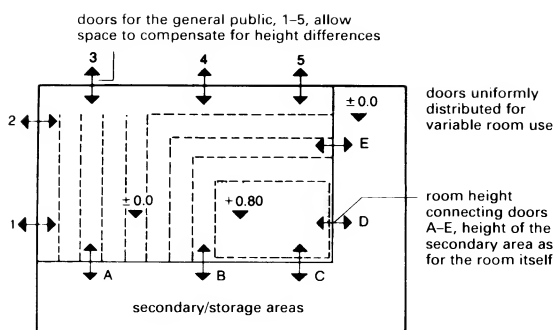 doors for the general public, 1–5, allow
space to compensate for height differences
3 4 5
± 0.0
doors uniformly
distributed for
variable room use
2
E
± 0.0 + 0.80
room height
connecting doors
A–E, height of the
secondary area as
for the room itself
1 D
A B C
secondary/storage areas